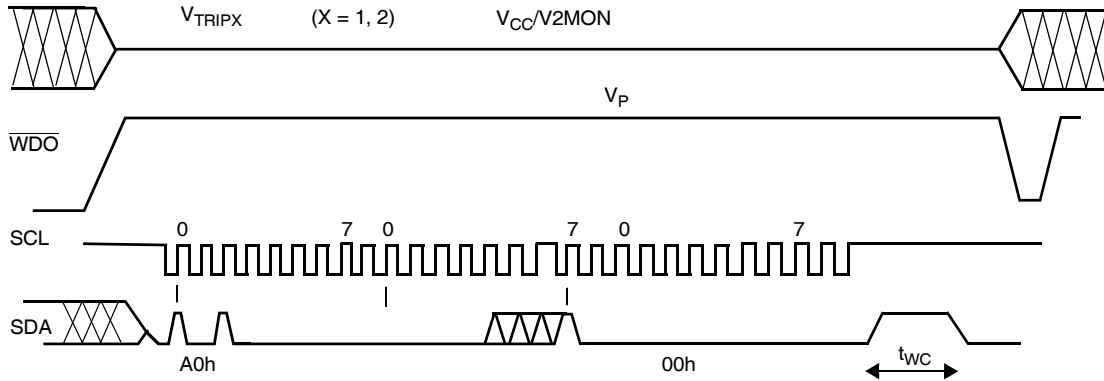 V_TRIPX (X = 1, 2) V_CC/V2MON
V_P
WDO
SCL 0 7 0 7 0 7
SDA
A0h 00h t_WC